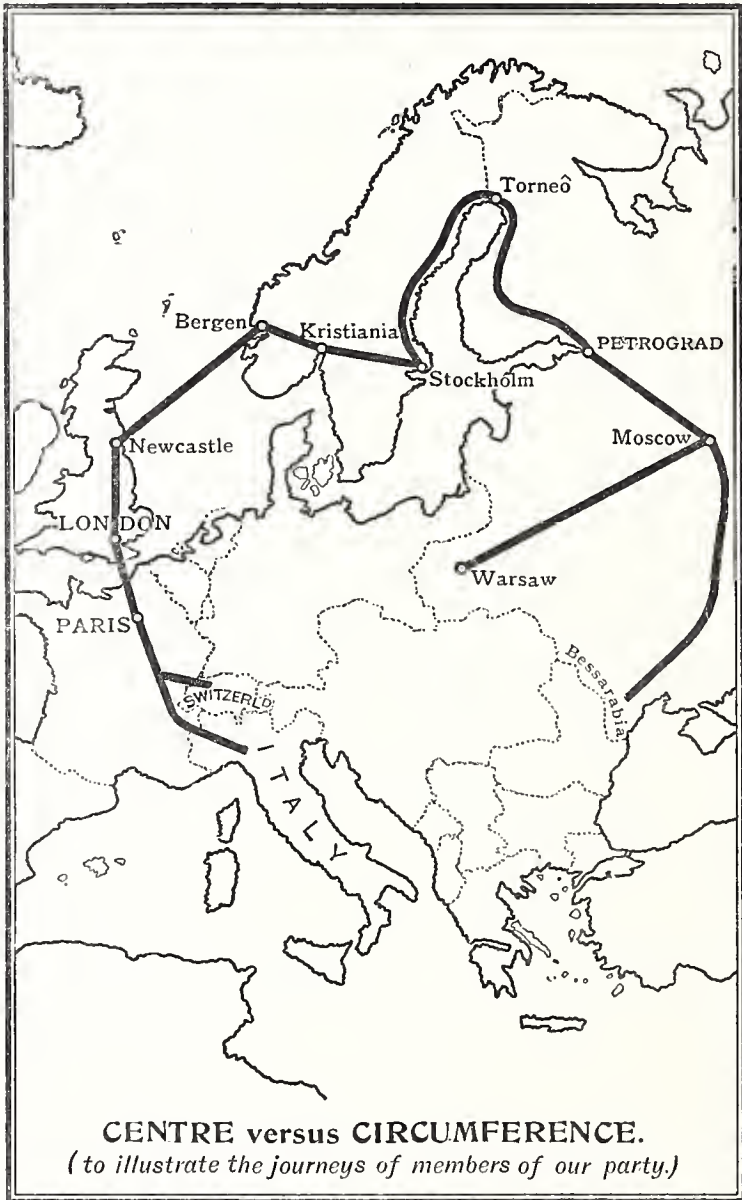 Torneô
Bergen
Kristiania
PETROGRAD
Stockholm
Newcastle
Moscow
LONDON
Warsaw
PARIS
Bessarabia
SWITZERLD.
ITALY
CENTRE versus CIRCUMFERENCE.
(to illustrate the journeys of members of our party.)